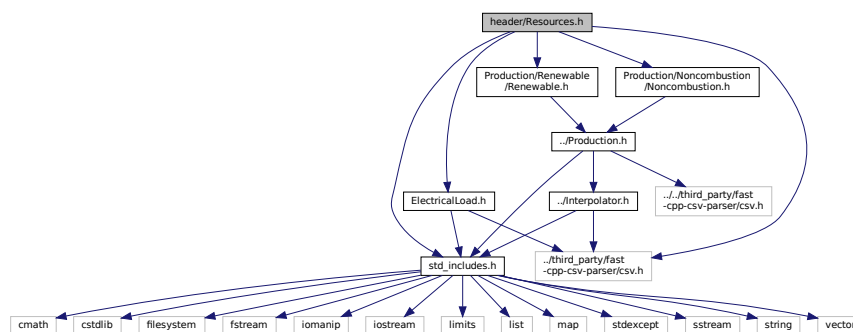 header/Resources.h
Production/Renewable
/Renewable.h
Production/Noncombustion
/Noncombustion.h
../Production.h
ElectricalLoad.h
../Interpolator.h
../../third_party/fast
-cpp-csv-parser/csv.h
../third_party/fast
-cpp-csv-parser/csv.h
std_includes.h
cmath
cstdlib
filesystem
fstream
iomanip
iostream
limits
list
map
stdexcept
sstream
string
vector